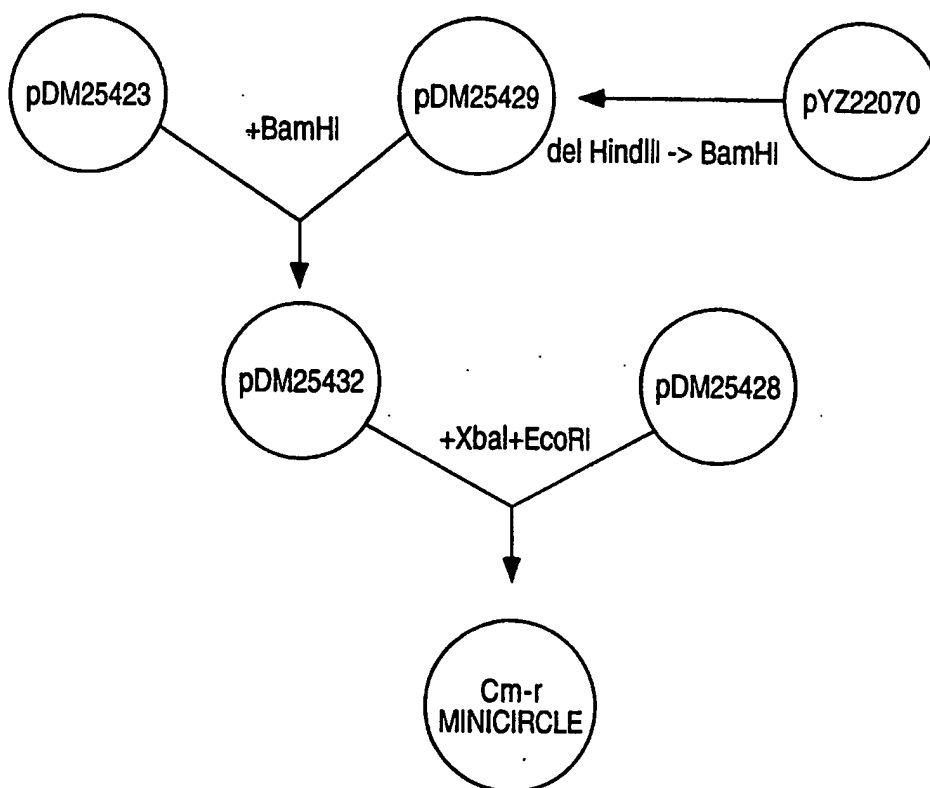 pDM25423
pDM25429
pYZ22070
+BamHI
del HindIII -> BamHI
pDM25432
pDM25428
+XbaI+EcoRI
Cm-r
MINICIRCLE